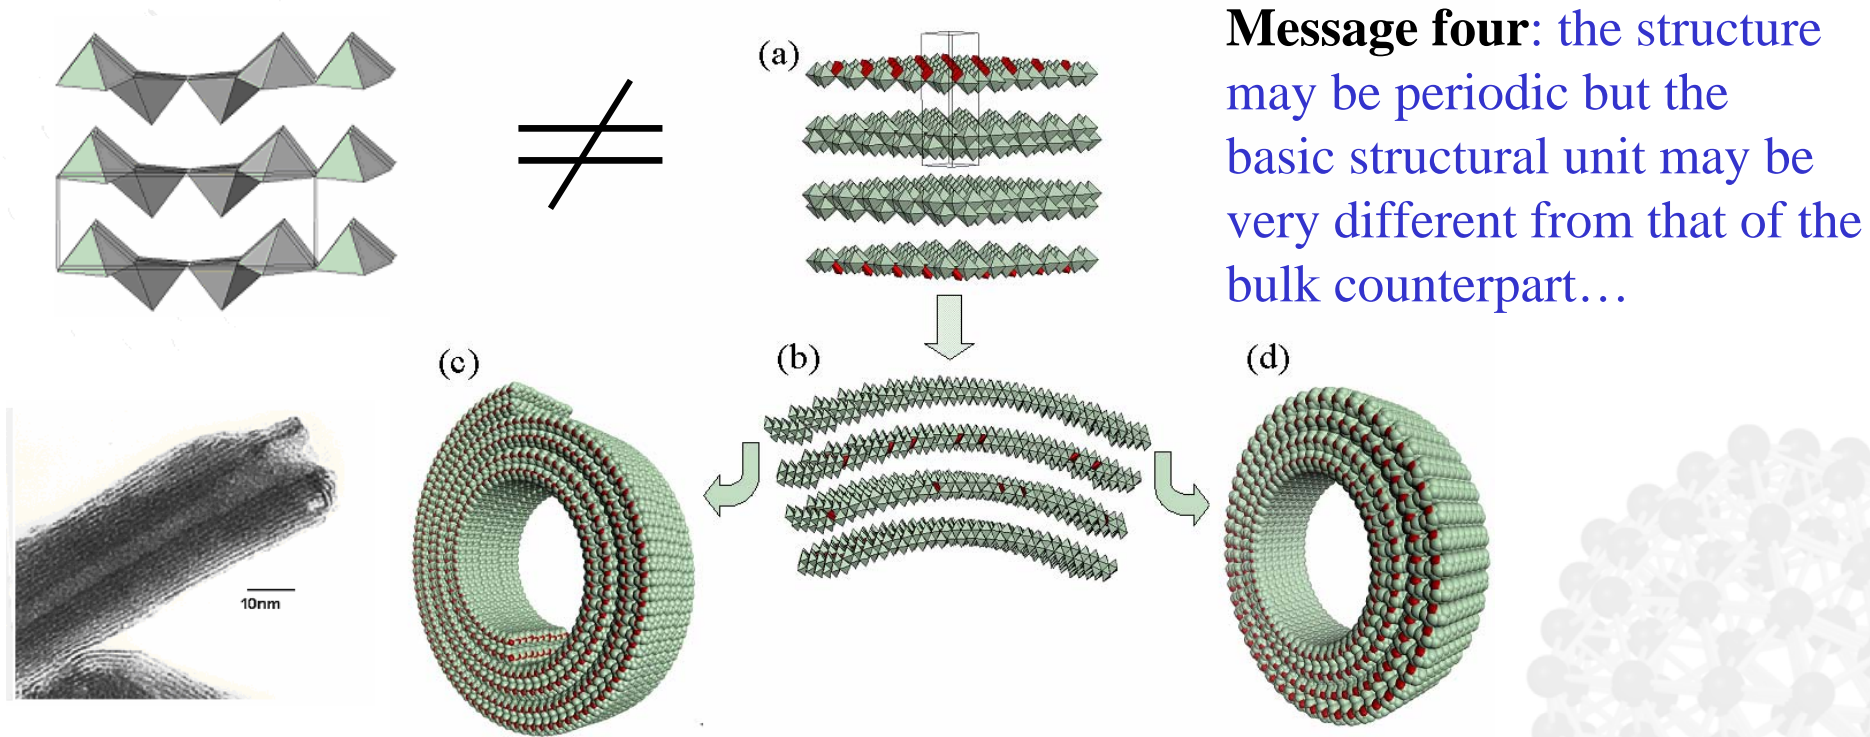 Message four: the structure
may be periodic but the
basic structural unit may be
very different from that of the
bulk counterpart…
(a)
(b)
(c)
(d)
10nm